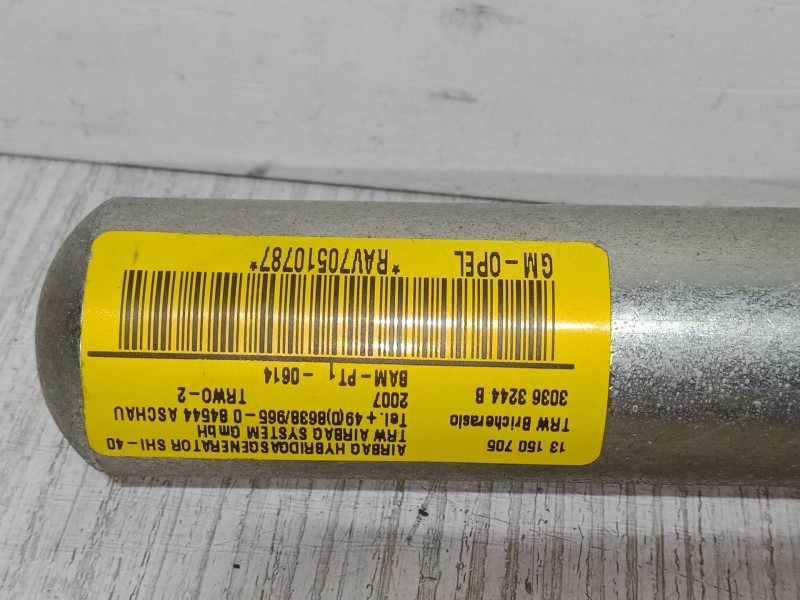 AIRBAG HYBRIDGASGENERATOR SHI-40
TRW AIRBAG SYSTEM GmbH
Tel.+49(0)8638/965-0 84544 ASCHAU
2007 TRWO-2
BAM-PT1-0614
13 150 705
TRW Bricherasio
3036 3244 B
GM-OPEL
*RAV70510787*